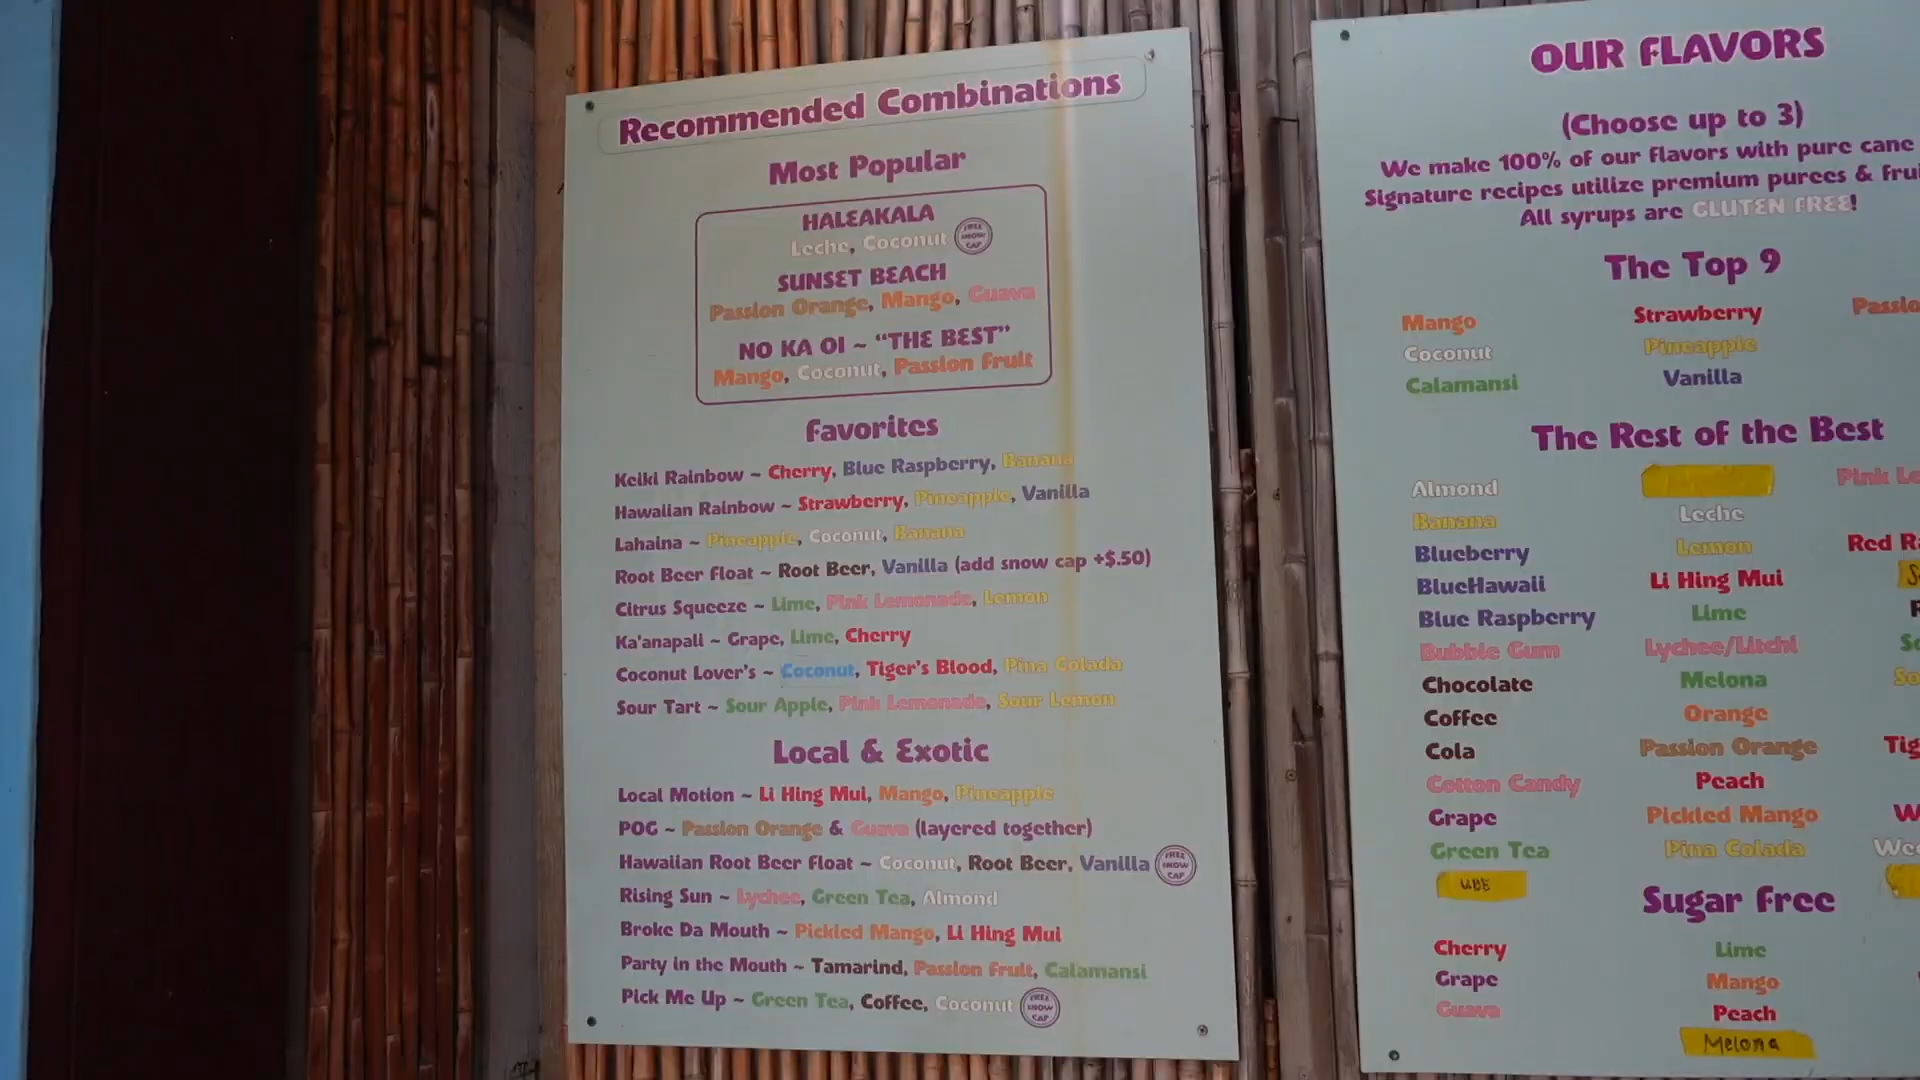 Recommended Combinations
Most Popular
HALEAKALA
Leche, Coconut FREE SNOW CAP
SUNSET BEACH
Passion Orange, Mango, Guava
NO KA OI ~ “THE BEST”
Mango, Coconut, Passion Fruit
Favorites
Keiki Rainbow ~ Cherry, Blue Raspberry, Banana
Hawaiian Rainbow ~ Strawberry, Pineapple, Vanilla
Lahaina ~ Pineapple, Coconut, Banana
Root Beer Float ~ Root Beer, Vanilla (add snow cap +$.50)
Citrus Squeeze ~ Lime, Pink Lemonade, Lemon
Ka'anapali ~ Grape, Lime, Cherry
Coconut Lover's ~ Coconut, Tiger's Blood, Pina Colada
Sour Tart ~ Sour Apple, Pink Lemonade, Sour Lemon
Local & Exotic
Local Motion ~ Li Hing Mui, Mango, Pineapple
POG ~ Passion Orange & Guava (layered together)
Hawaiian Root Beer Float ~ Coconut, Root Beer, Vanilla FREE SNOW CAP
Rising Sun ~ Lychee, Green Tea, Almond
Broke Da Mouth ~ Pickled Mango, Li Hing Mui
Party in the Mouth ~ Tamarind, Passion Fruit, Calamansi
Pick Me Up ~ Green Tea, Coffee, Coconut FREE SNOW CAP
OUR FLAVORS
(Choose up to 3)
We make 100% of our flavors with pure cane
Signature recipes utilize premium purees &
All syrups are GLUTEN FREE!
The Top 9
Mango Strawberry
Coconut Pineapple
Calamansi Vanilla
The Rest of the Best
Almond Pink
Banana Leche
Blueberry Lemon Red
BlueHawaii Li Hing Mui
Blue Raspberry Lime
Bubble Gum Lychee/Litchi
Chocolate Melona
Coffee Orange
Cola Passion Orange
Cotton Candy Peach
Grape Pickled Mango
Green Tea Pina Colada
UBE
Sugar Free
Cherry Lime
Grape Mango
Guava Peach
Melona